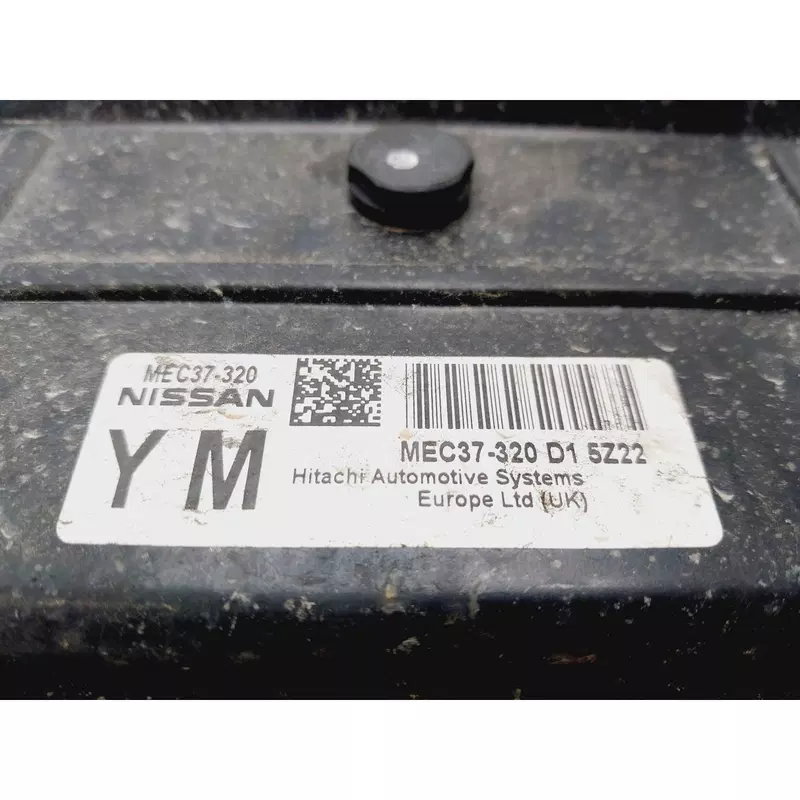 MEC37-320
NISSAN
YM
MEC37-320 D1 5Z22
Hitachi Automotive Systems
Europe Ltd (UK)